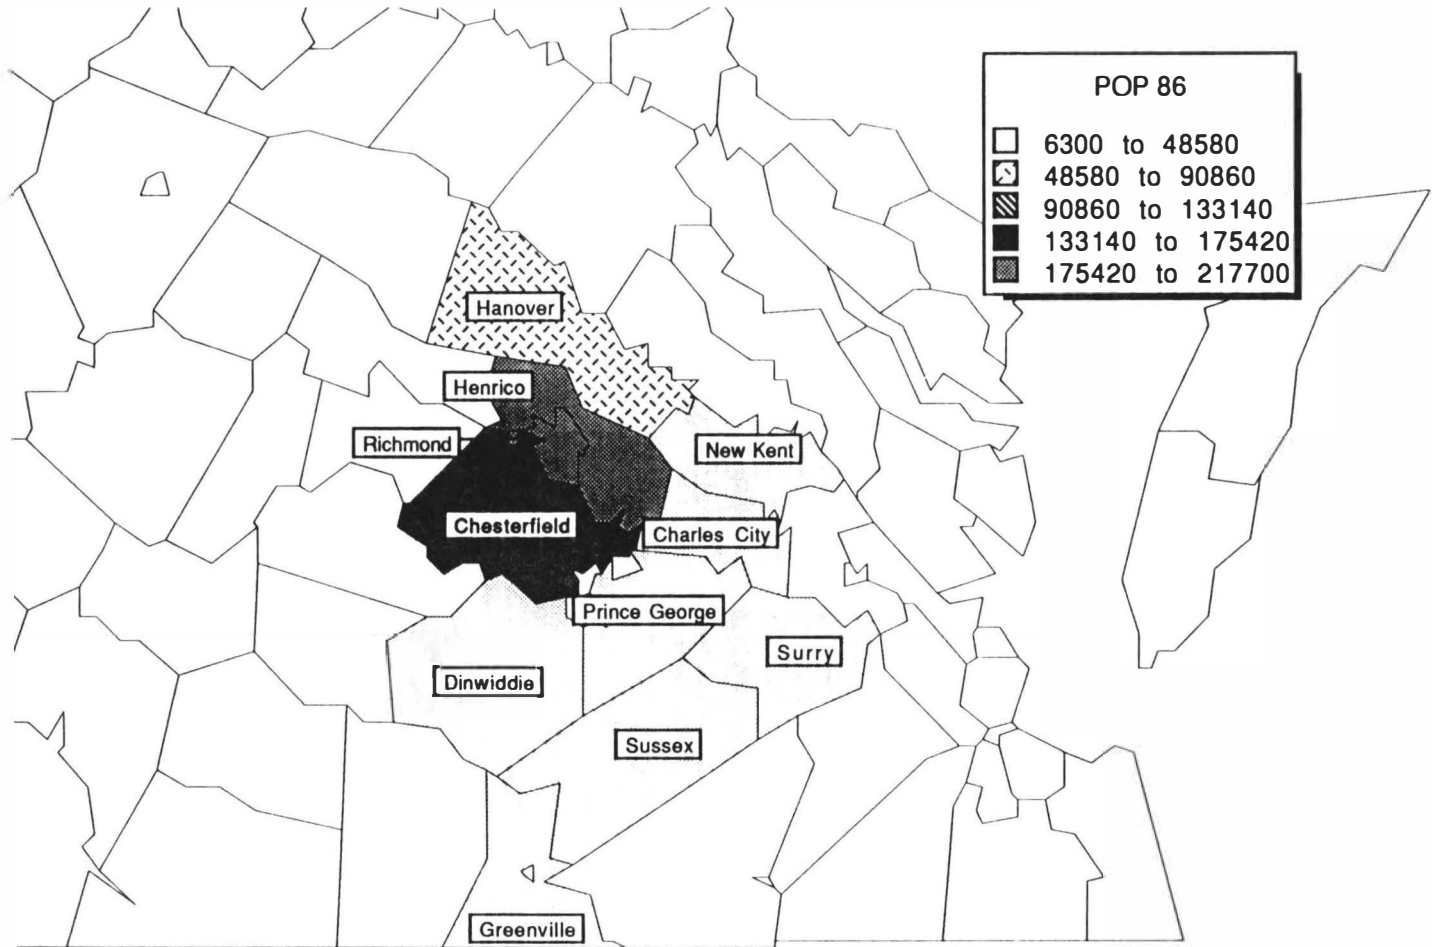 POP 86
6300 to 48580
48580 to 90860
90860 to 133140
133140 to 175420
175420 to 217700
Hanover
Henrico
Richmond
New Kent
Chesterfield
Charles City
Prince George
Surry
Dinwiddie
Sussex
Greenville